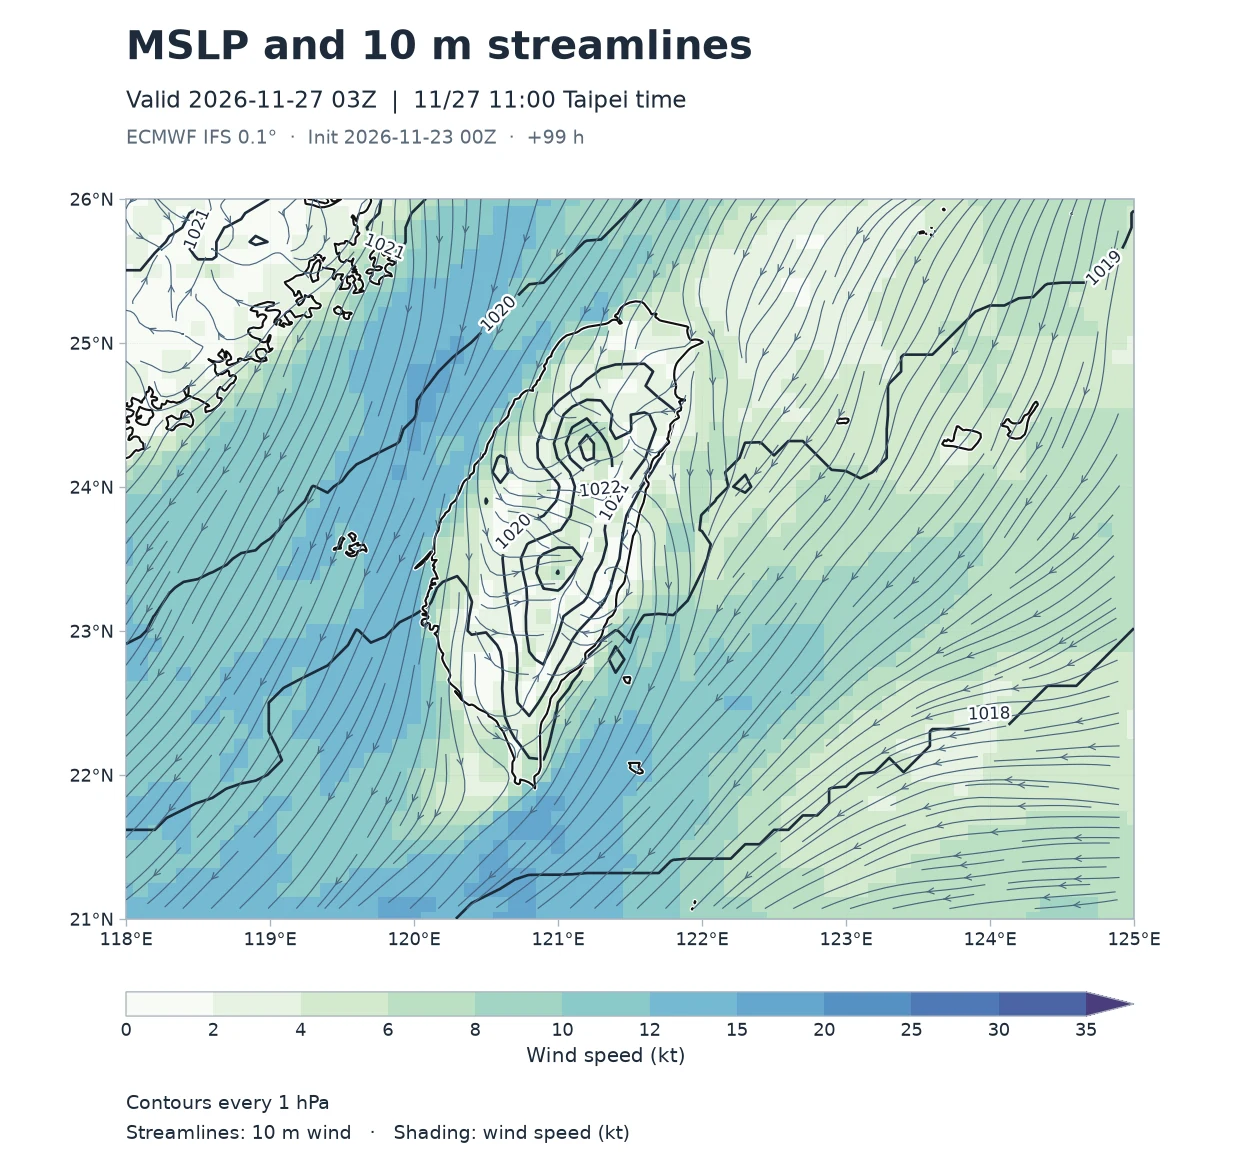 MSLP and 10 m streamlines
Valid 2026-11-27 03Z | 11/27 11:00 Taipei time
ECMWF IFS 0.1° · Init 2026-11-23 00Z · +99 h
26°N
25°N
24°N
23°N
22°N
21°N
1021
1021
1020
1019
1022
1021
1020
1018
118°E 119°E 120°E 121°E 122°E 123°E 124°E 125°E
0 2 4 6 8 10 12 15 20 25 30 35
Wind speed (kt)
Contours every 1 hPa
Streamlines: 10 m wind · Shading: wind speed (kt)